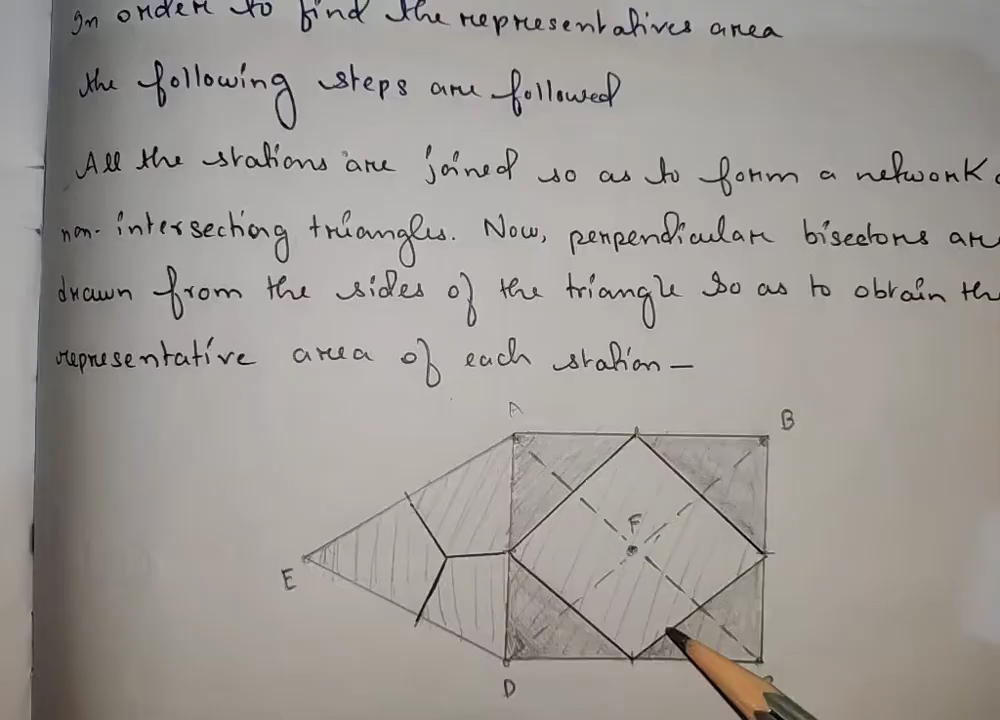 In order to find the representatives area
the following steps are followed
All the stations are joined so as to form a network
non-intersecting triangles. Now, perpendicular bisectors are
drawn from the sides of the triangle so as to obtain the
representative area of each station-
A
B
F
E
D